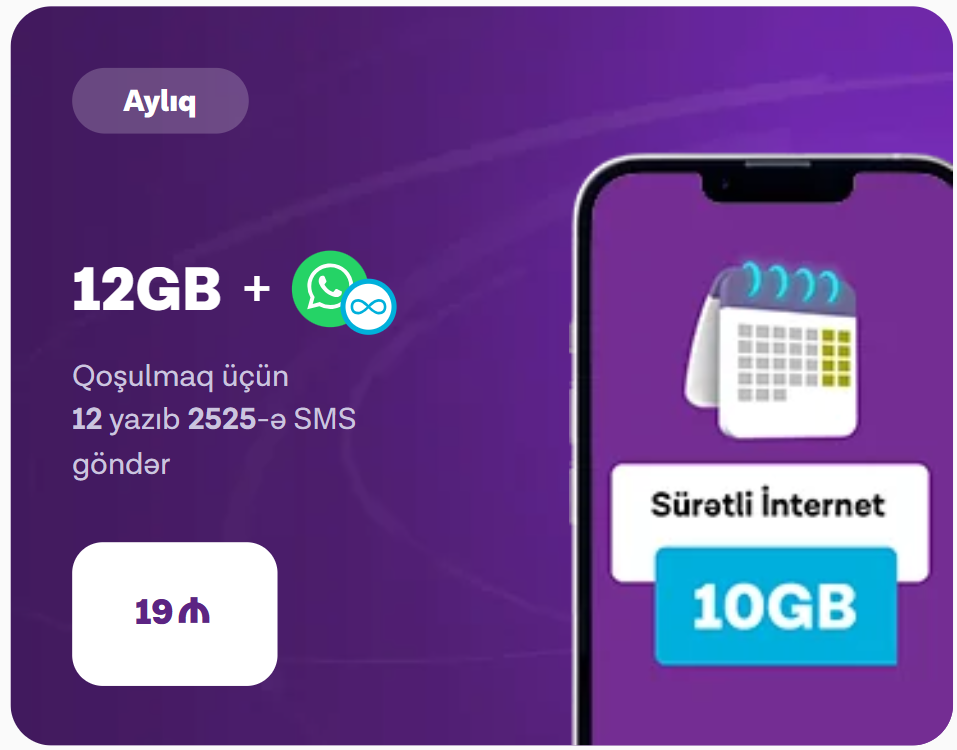 Aylıq
12GB +
Qoşulmaq üçün
12 yazıb 2525-ə SMS
göndər
19 ₼
Sürətli İnternet
10GB